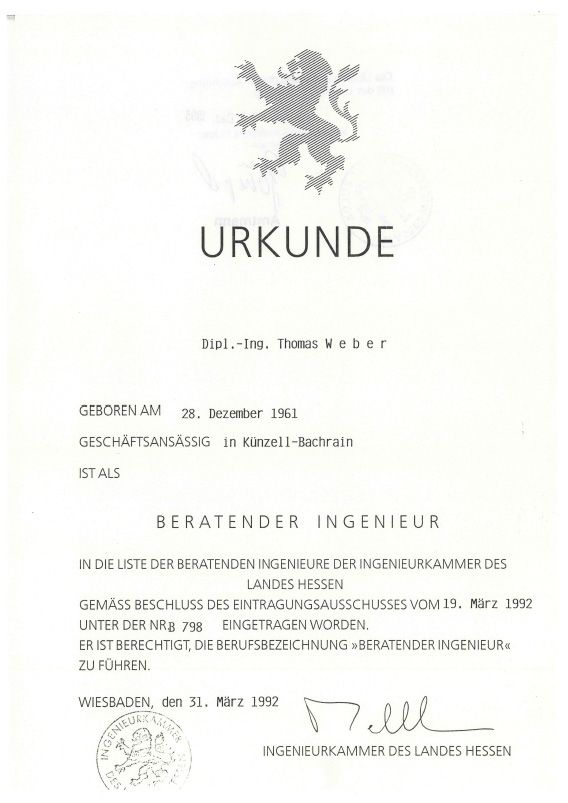 URKUNDE
Dipl.-Ing. Thomas W e b e r
GEBOREN AM 28. Dezember 1961
GESCHÄFTSANSÄSSIG in Künzell-Bachrain
IST ALS
BERATENDER INGENIEUR
IN DIE LISTE DER BERATENDEN INGENIEURE DER INGENIEURKAMMER DES
LANDES HESSEN
GEMÄSS BESCHLUSS DES EINTRAGUNGSAUSSCHUSSES VOM 19. März 1992
UNTER DER NR. B 798 EINGETRAGEN WORDEN.
ER IST BERECHTIGT, DIE BERUFSBEZEICHNUNG »BERATENDER INGENIEUR«
ZU FÜHREN.
WIESBADEN, den 31. März 1992
INGENIEURKAMMER DES
INGENIEURKAMMER DES LANDES HESSEN